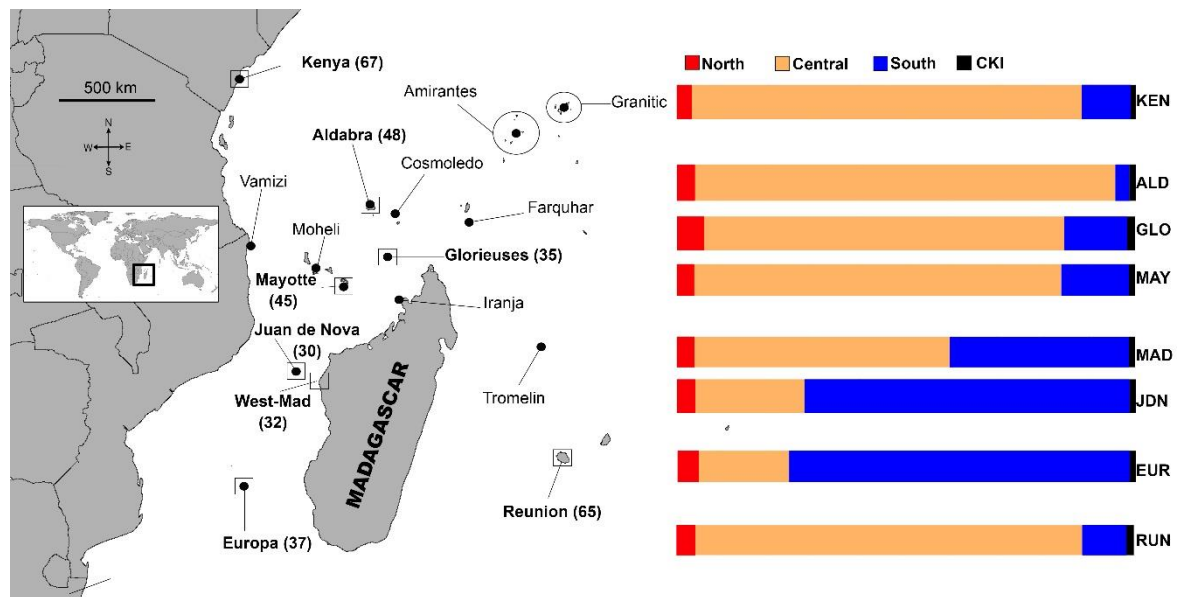 Kenya (67)
500 km
N
W E
S
Amirantes
Granitic
Aldabra (48)
Cosmoledo
Vamizi
Farquhar
Moheli
Glorieuses (35)
Mayotte
(45)
Iranja
Juan de Nova
(30)
Tromelin
West-Mad
(32)
MADAGASCAR
Reunion (65)
Europa (37)
North Central South CKI
KEN
ALD
GLO
MAY
MAD
JDN
EUR
RUN